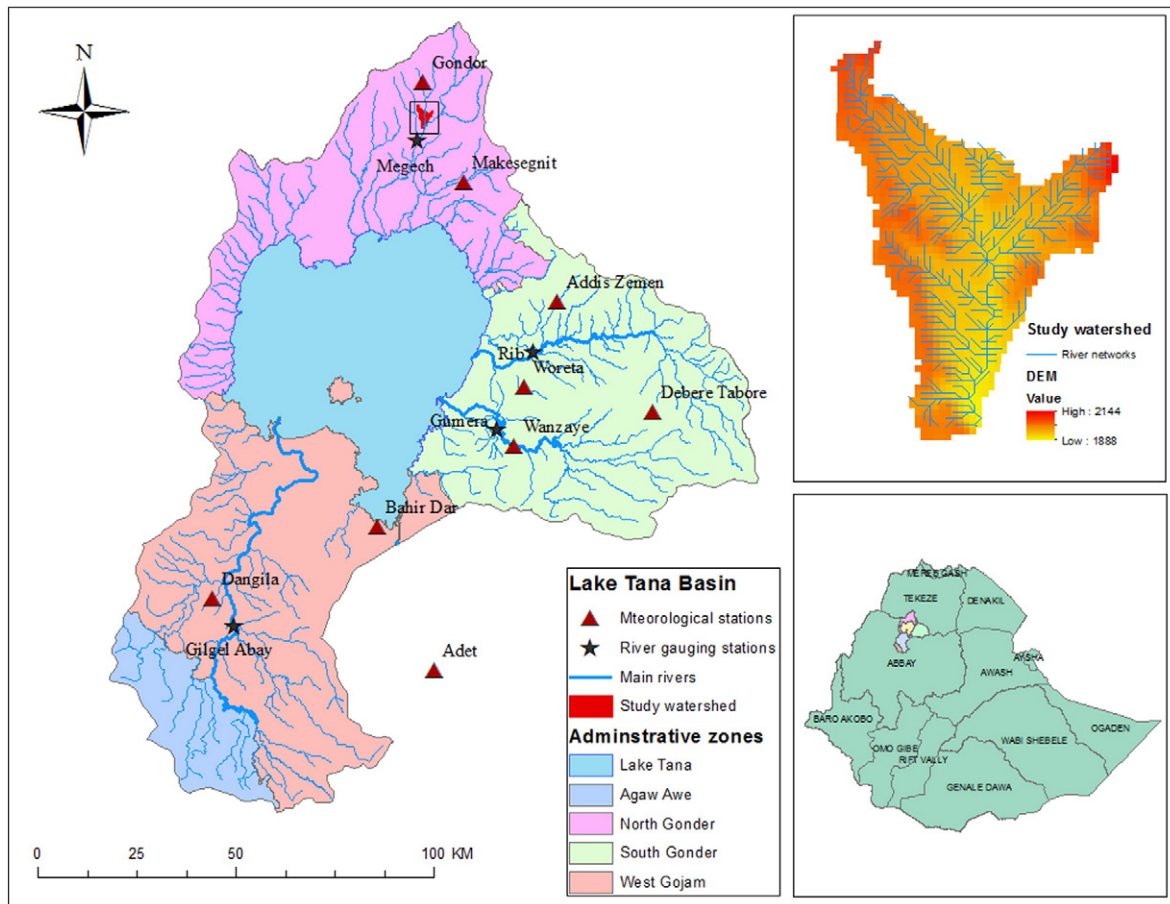 N
Gondor
Megech
Makesegnit
Addis Zemen
Rib
Woreta
Debere Tabore
Gumera
Wanzaye
Bahir Dar
Dangila
Gilgel Abay
Adet
0 25 50 100 KM
Lake Tana Basin
Mteorological stations
River gauging stations
Main rivers
Study watershed
Adminstrative zones
Lake Tana
Agaw Awe
North Gonder
South Gonder
West Gojam
Study watershed
River networks
DEM
Value
High : 2144
Low : 1888
MEREB GASH
TEKEZE
DENAKIL
ABBAY
AYSHA
AWASH
BARO AKOBO
OGADEN
WABI SHEBELE
OMO GIBE
RIFT VALLY
GENALE DAWA